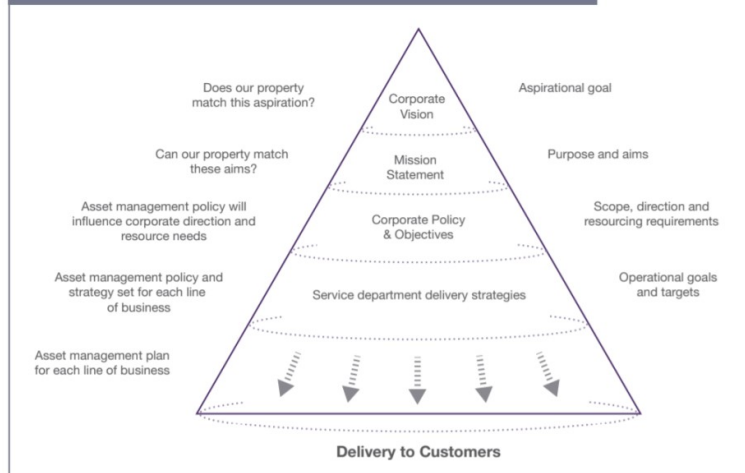 Does our property
match this aspiration?
Corporate
Vision
Aspirational goal
Can our property match
these aims?
Mission
Statement
Purpose and aims
Asset management policy will
influence corporate direction and
resource needs
Corporate Policy
& Objectives
Scope, direction and
resourcing requirements
Asset management policy and
strategy set for each line
of business
Service department delivery strategies
Operational goals
and targets
Asset management plan
for each line of business
Delivery to Customers